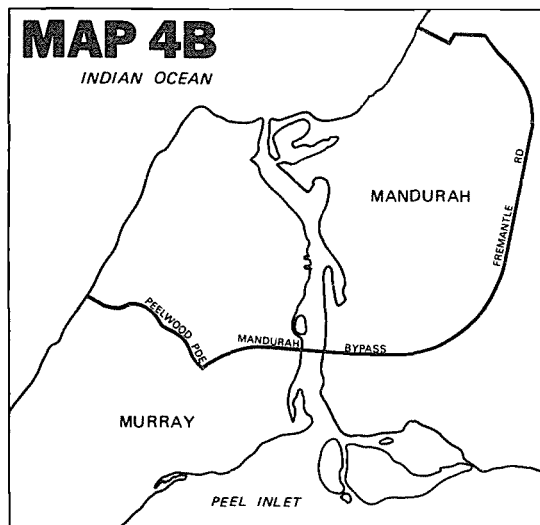 MAP 4B
INDIAN OCEAN
MANDURAH
FREMANTLE RD
PEELWOOD PDE
MANDURAH BYPASS
MURRAY
PEEL INLET